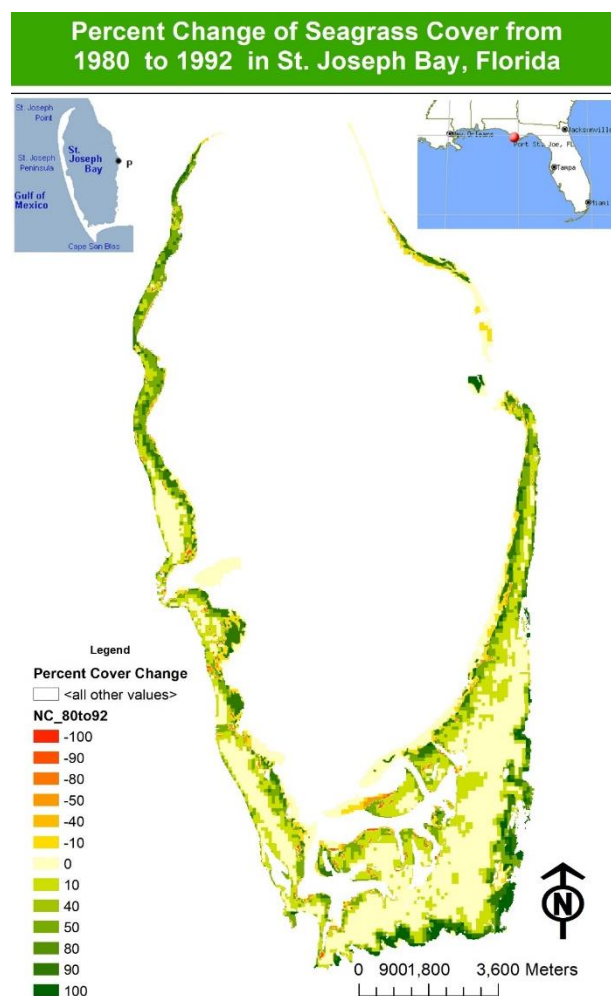 Percent Change of Seagrass Cover from
1980 to 1992 in St. Joseph Bay, Florida
St. Joseph
Point
St. Joseph
Peninsula
St.
Joseph
Bay
P
Gulf of
Mexico
Cape San Blas
New Orleans
Jacksonville
Port St. Joe, FL
Tampa
Miami
Legend
Percent Cover Change
<all other values>
NC_80to92
-100
-90
-80
-50
-40
-10
0
10
40
50
80
90
100
N
0 9001,800 3,600 Meters